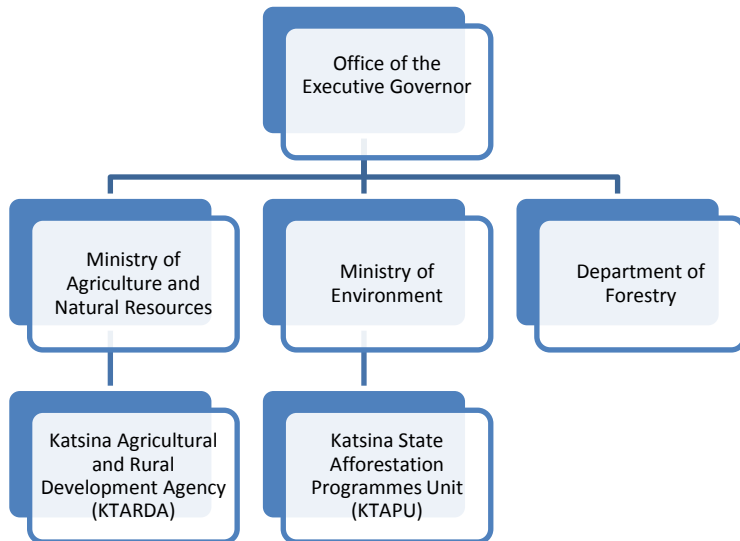 Office of the
Executive Governor
Ministry of
Agriculture and
Natural Resources
Ministry of
Environment
Department of
Forestry
Katsina Agricultural
and Rural
Development Agency
(KTARDA)
Katsina State
Afforestation
Programmes Unit
(KTAPU)